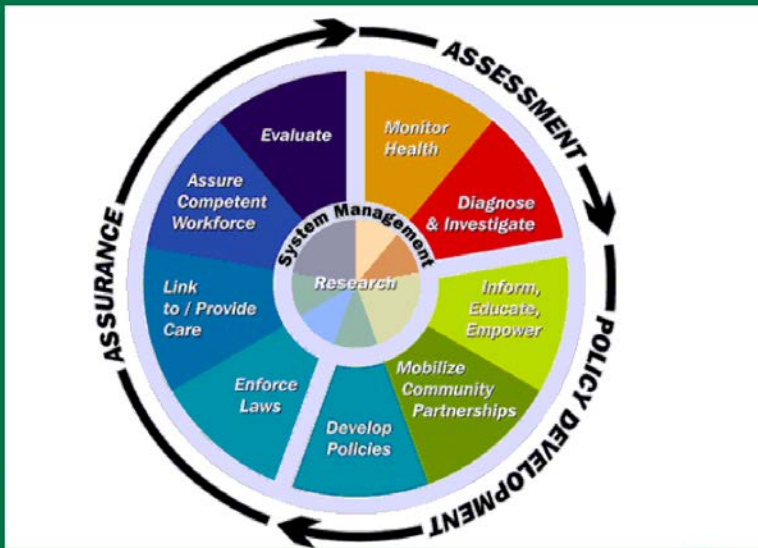 ASSESSMENT
POLICY DEVELOPMENT
ASSURANCE
Monitor
Health
Diagnose
& Investigate
Inform,
Educate,
Empower
Mobilize
Community
Partnerships
Develop
Policies
Enforce
Laws
Link
to / Provide
Care
Assure
Competent
Workforce
Evaluate
System Management
Research